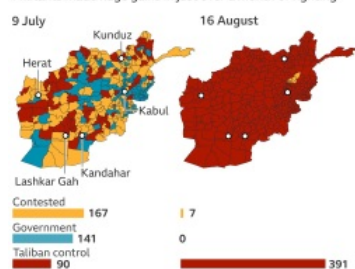 9 July
16 August
Kunduz
Herat
Kabul
Kandahar
Lashkar Gah
Contested
167
7
Government
141
0
Taliban control
90
391